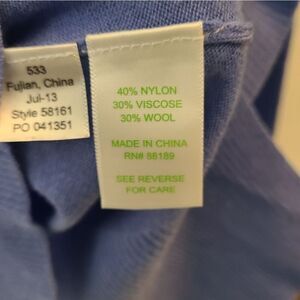 533
Fujian, China
Jul-13
Style 58161
PO 041351
40% NYLON
30% VISCOSE
30% WOOL
MADE IN CHINA
RN# 88189
SEE REVERSE
FOR CARE